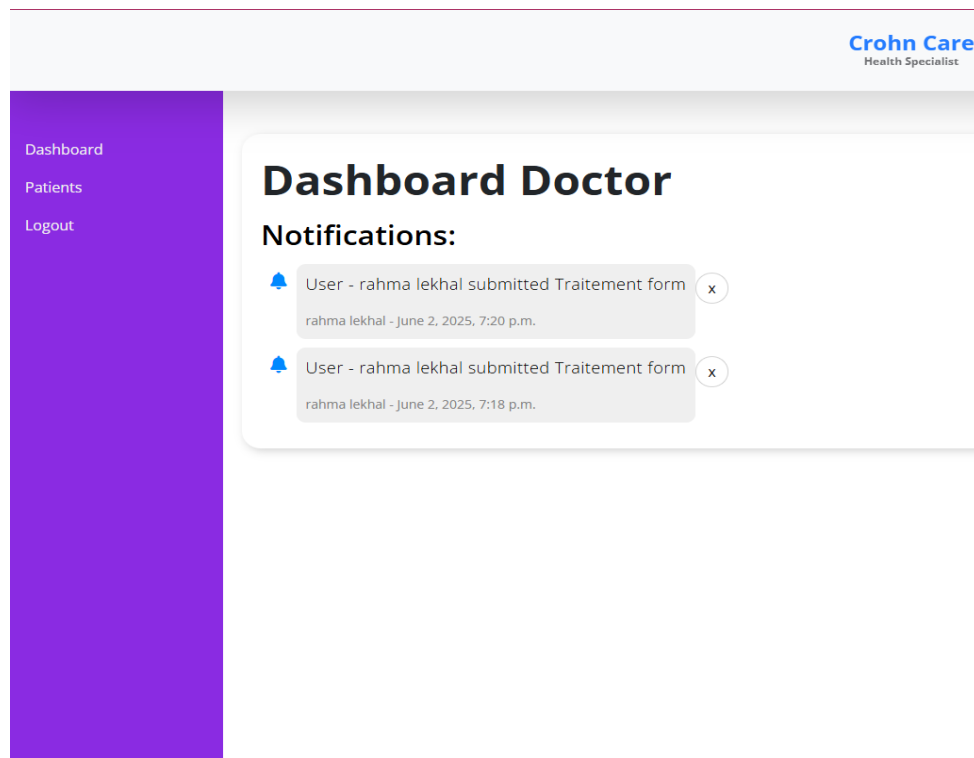 Crohn Care
Health Specialist
Dashboard
Patients
Logout
Dashboard Doctor
Notifications:
User - rahma lekhal submitted Traitement form
x
rahma lekhal - June 2, 2025, 7:20 p.m.
User - rahma lekhal submitted Traitement form
x
rahma lekhal - June 2, 2025, 7:18 p.m.